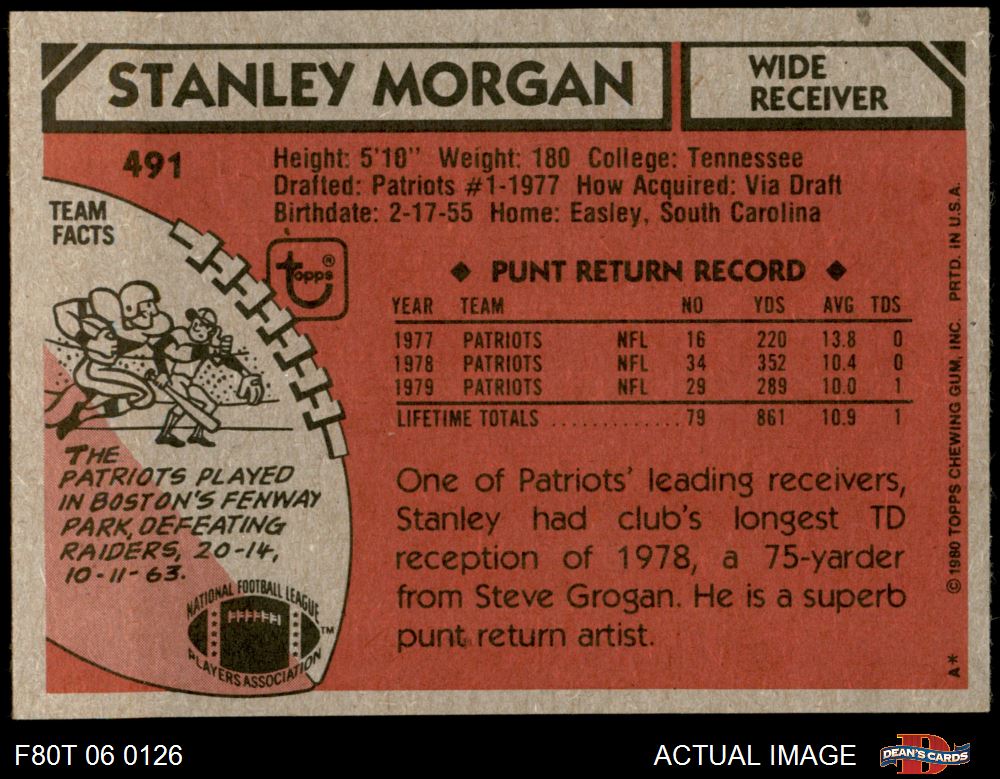 STANLEY MORGAN
WIDE
RECEIVER
491
Height: 5'10" Weight: 180 College: Tennessee
Drafted: Patriots #1-1977 How Acquired: Via Draft
Birthdate: 2-17-55 Home: Easley, South Carolina
TEAM
FACTS
topps ®
◆ PUNT RETURN RECORD ◆
YEAR TEAM NO YDS AVG TDS
1977 PATRIOTS NFL 16 220 13.8 0
1978 PATRIOTS NFL 34 352 10.4 0
1979 PATRIOTS NFL 29 289 10.0 1
LIFETIME TOTALS ............ 79 861 10.9 1
THE
PATRIOTS PLAYED
IN BOSTON'S FENWAY
PARK, DEFEATING
RAIDERS, 20-14,
10-11-63.
One of Patriots' leading receivers,
Stanley had club's longest TD
reception of 1978, a 75-yarder
from Steve Grogan. He is a superb
punt return artist.
NATIONAL FOOTBALL LEAGUE
PLAYERS ASSOCIATION
TM
A* © 1980 TOPPS CHEWING GUM, INC. PRTD. IN U.S.A.
F80T 06 0126
ACTUAL IMAGE
D
DEAN'S CARDS